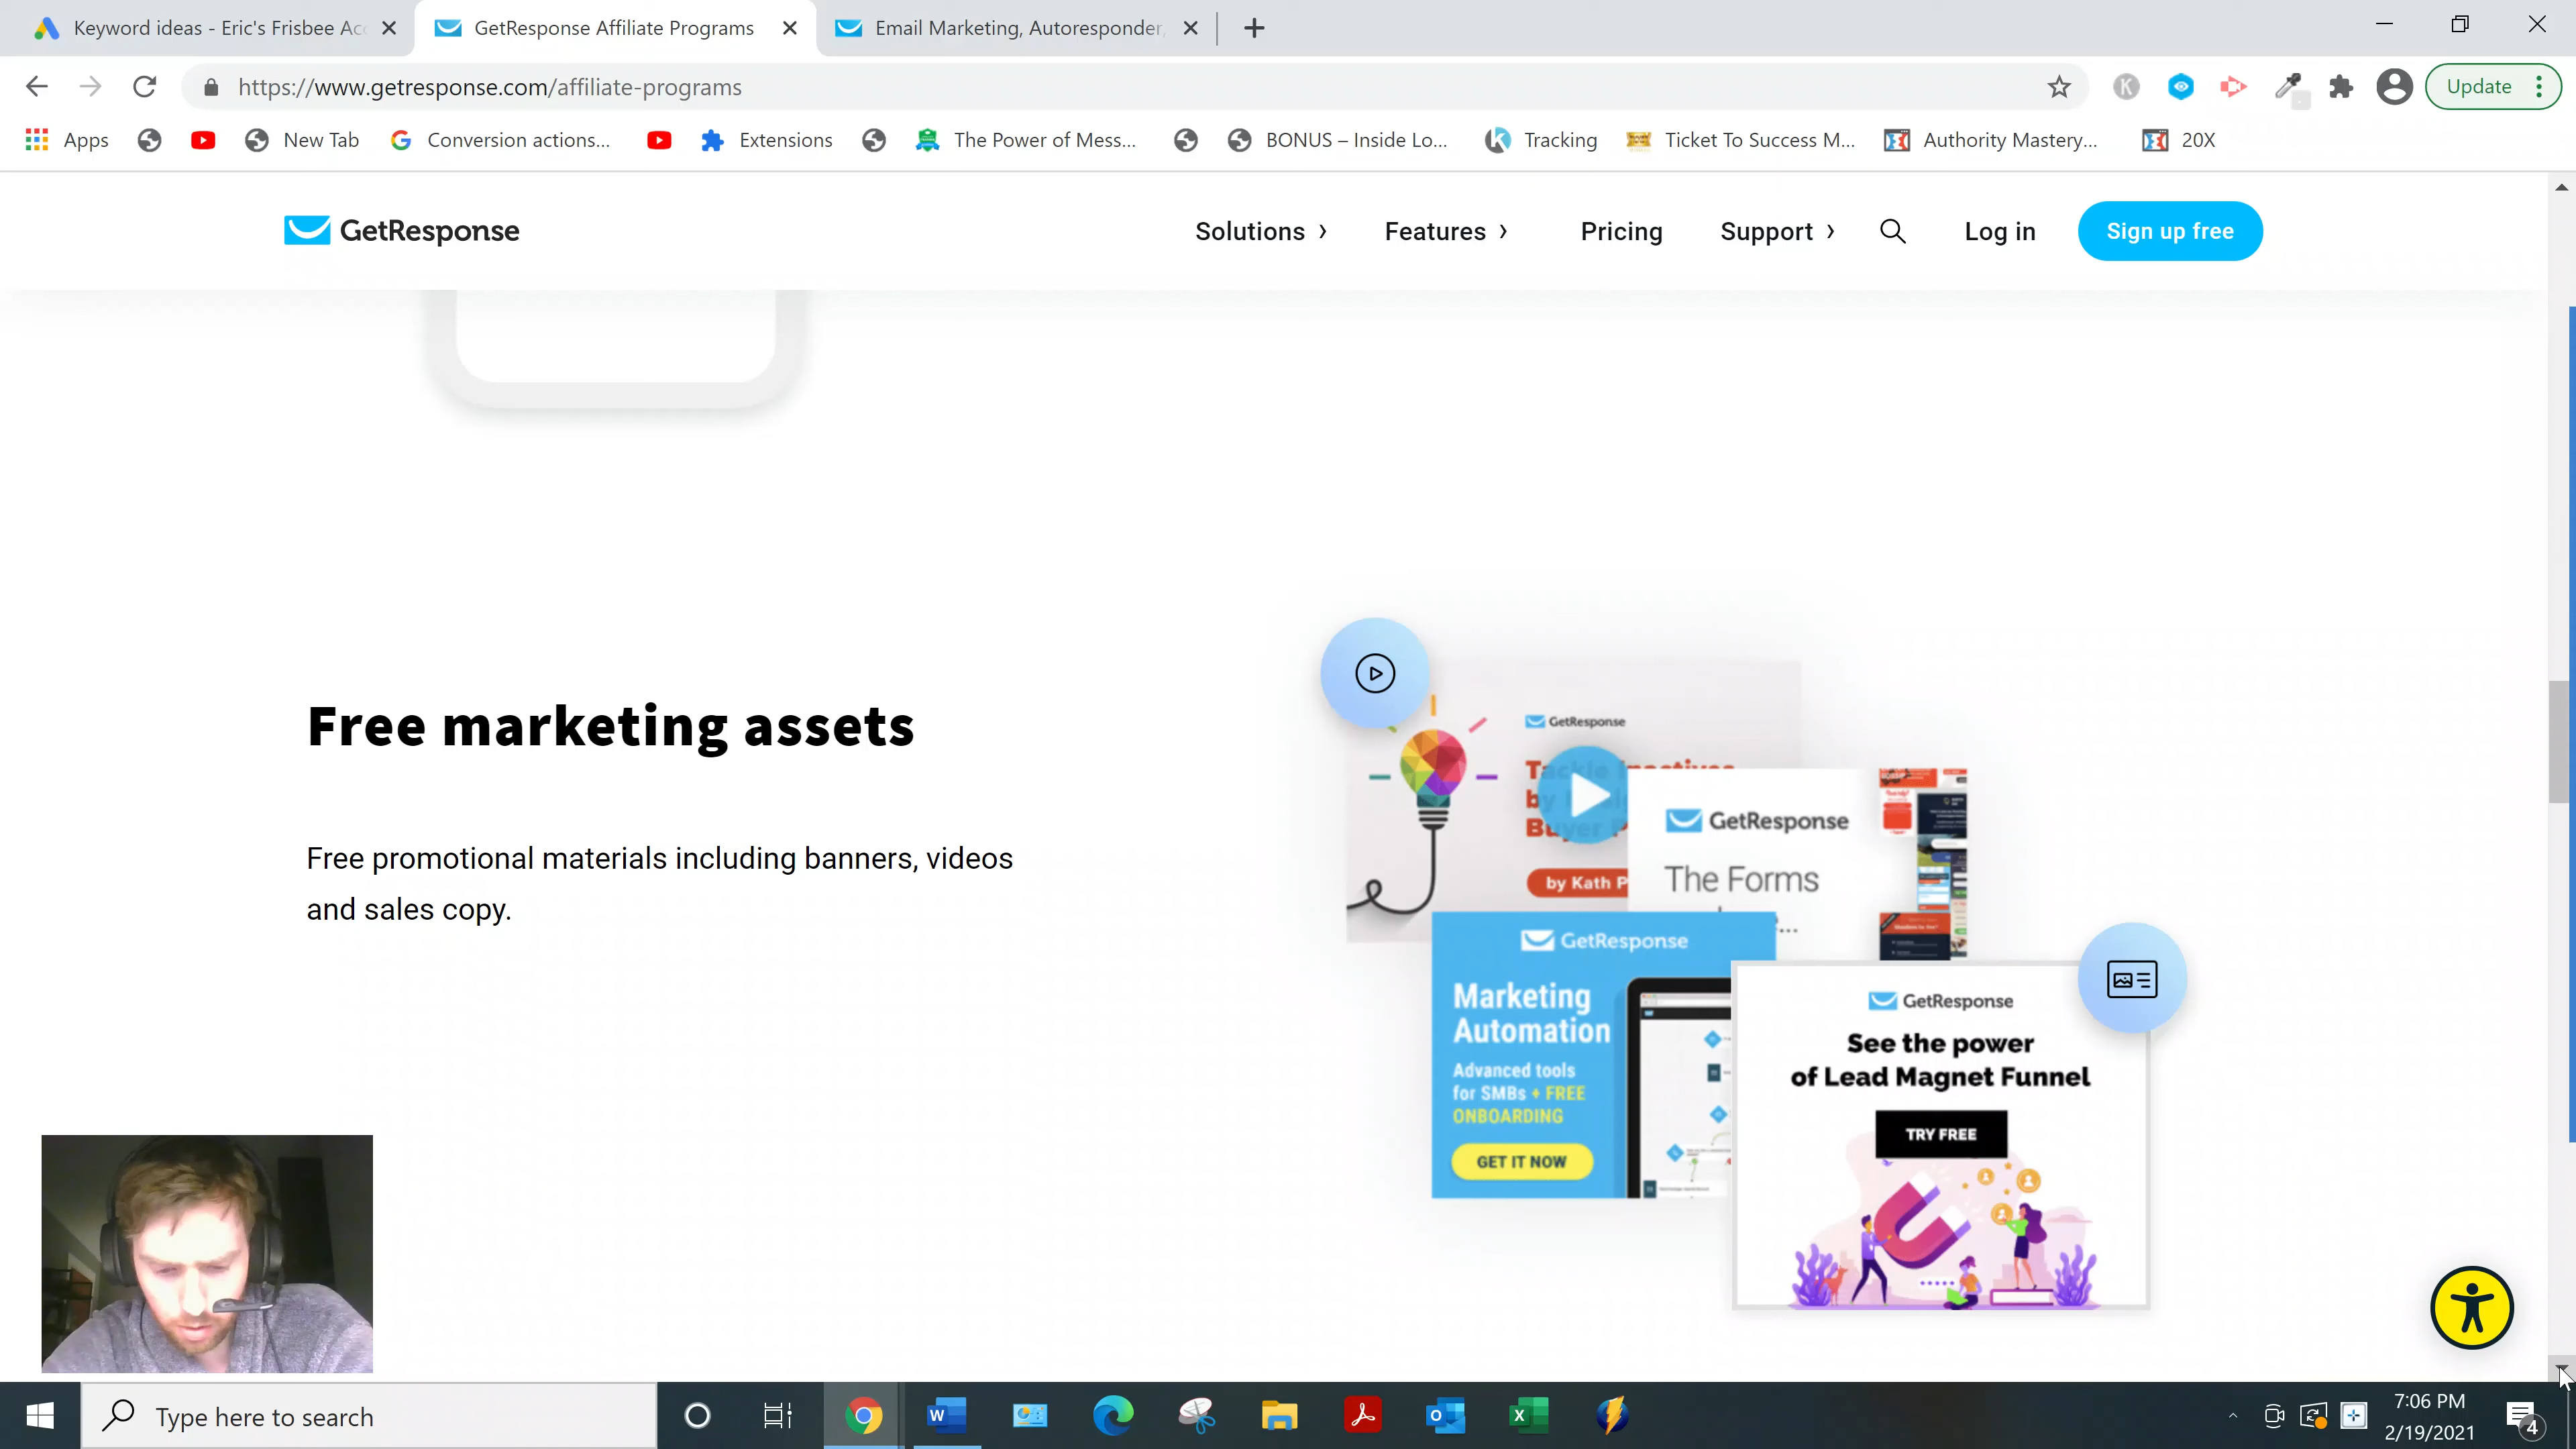 Keyword ideas - Eric's Frisbee Acc
GetResponse Affiliate Programs
Email Marketing, Autoresponder,
https://www.getresponse.com/affiliate-programs
Update
Apps
New Tab
Conversion actions...
Extensions
The Power of Mess...
BONUS – Inside Lo...
Tracking
Ticket To Success M...
Authority Mastery...
20X
GetResponse
Solutions
Features
Pricing
Support
Log in
Sign up free
Free marketing assets
Free promotional materials including banners, videos
and sales copy.
GetResponse
by Kath P
GetResponse
The Forms
GetResponse
Marketing
Automation
Advanced tools
for SMBs + FREE
ONBOARDING
GET IT NOW
GetResponse
See the power
of Lead Magnet Funnel
TRY FREE
Type here to search
7:06 PM
2/19/2021
4